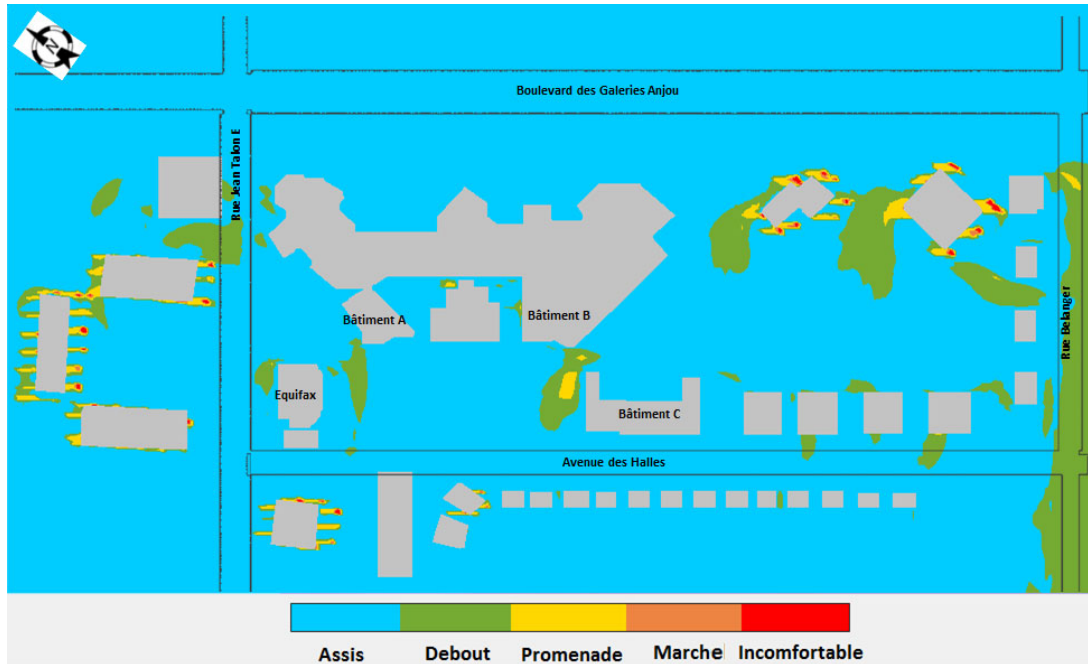 N
Boulevard des Galeries Anjou
Rue Jean Talon E
Bâtiment A
Bâtiment B
Rue Belanger
Equifax
Bâtiment C
Avenue des Halles
Assis Debout Promenade Marche Incomfortable